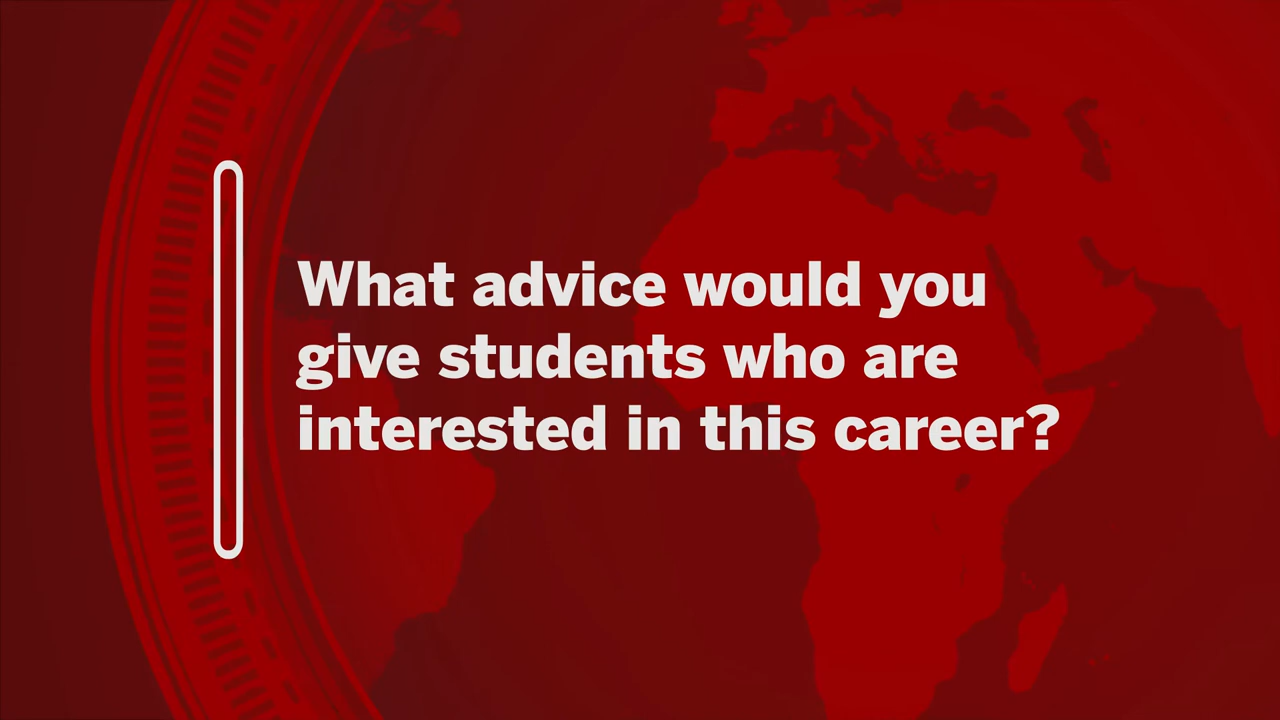 What advice would you
give students who are
interested in this career?